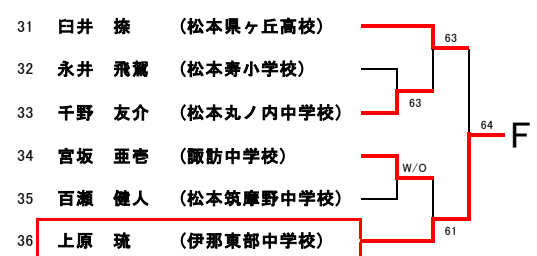 31 臼井 捺 (松本県ヶ丘高校)
63
32 永井 飛駕 (松本寿小学校)
63
33 千野 友介 (松本丸ノ内中学校)
64 F
34 宮坂 亜壱 (諏訪中学校)
W/O
35 百瀬 健人 (松本筑摩野中学校)
61
36 上原 琉 (伊那東部中学校)